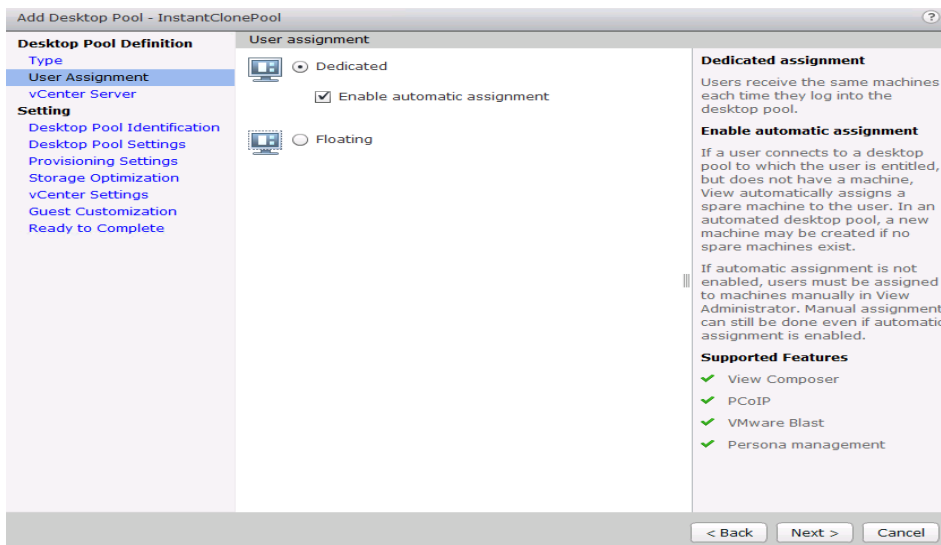 Add Desktop Pool - InstantClonePool
?
Desktop Pool Definition
Type
User Assignment
vCenter Server
Setting
Desktop Pool Identification
Desktop Pool Settings
Provisioning Settings
Storage Optimization
vCenter Settings
Guest Customization
Ready to Complete
User assignment
Dedicated
Enable automatic assignment
Floating
Dedicated assignment
Users receive the same machines
each time they log into the
desktop pool.
Enable automatic assignment
If a user connects to a desktop
pool to which the user is entitled,
but does not have a machine,
View automatically assigns a
spare machine to the user. In an
automated desktop pool, a new
machine may be created if no
spare machines exist.
If automatic assignment is not
enabled, users must be assigned
to machines manually in View
Administrator. Manual assignment
can still be done even if automatic
assignment is enabled.
Supported Features
View Composer
PCoIP
VMware Blast
Persona management
< Back
Next >
Cancel